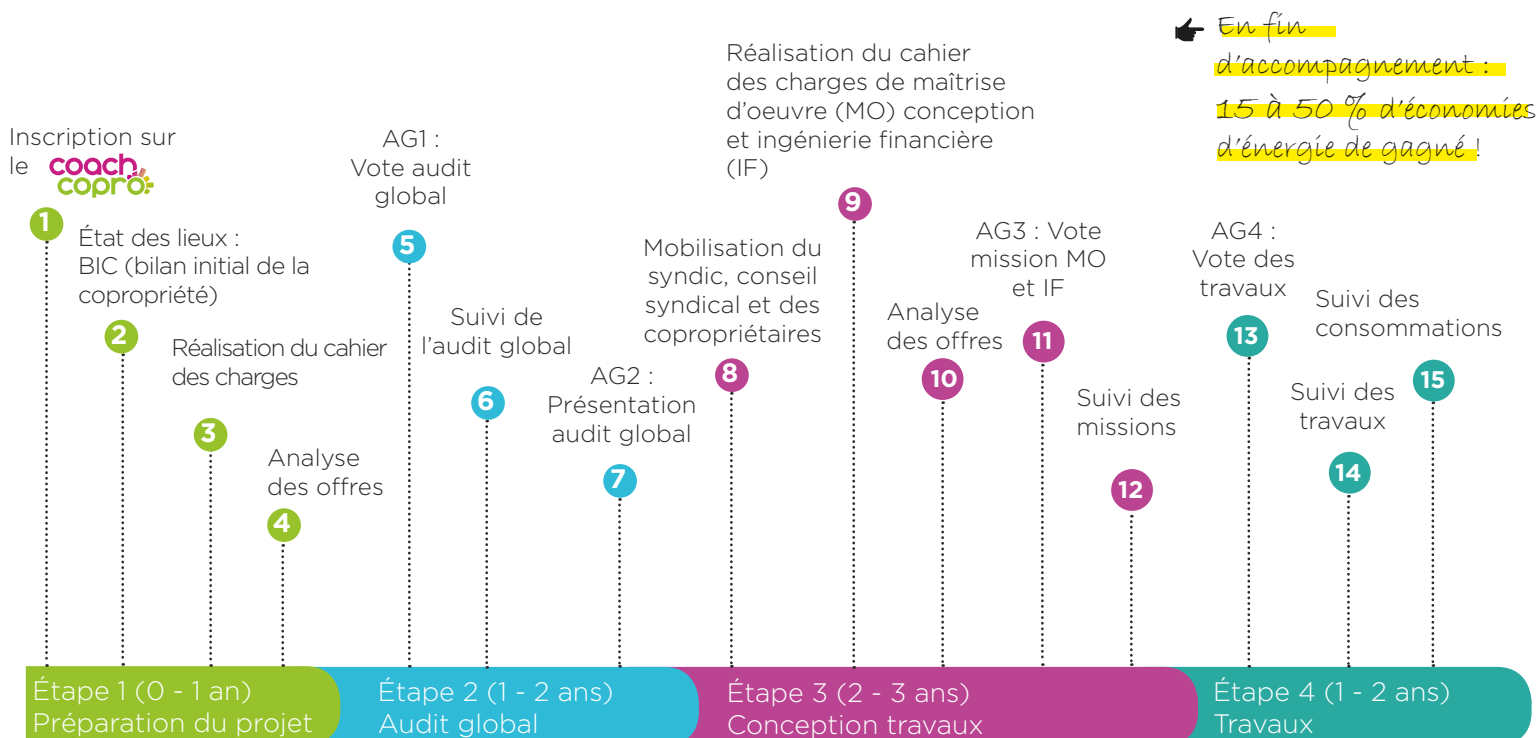 Inscription sur
le coach copro
1
État des lieux :
BIC (bilan initial de la
copropriété)
2
Réalisation du cahier
des charges
3
Analyse
des offres
4
AG1 :
Vote audit
global
5
Suivi de
l'audit global
6
AG2 :
Présentation
audit global
7
Mobilisation du
syndic, conseil
syndical et des
copropriétaires
8
Réalisation du cahier
des charges de maîtrise
d'oeuvre (MO) conception
et ingénierie financière
(IF)
9
Analyse
des offres
10
AG3 : Vote
mission MO
et IF
11
Suivi des
missions
12
AG4 :
Vote des
travaux
13
Suivi des
travaux
14
Suivi des
consommations
15
En fin
d'accompagnement :
15 à 50 % d'économies
d'énergie de gagné !
Étape 1 (0 - 1 an)
Préparation du projet
Étape 2 (1 - 2 ans)
Audit global
Étape 3 (2 - 3 ans)
Conception travaux
Étape 4 (1 - 2 ans)
Travaux